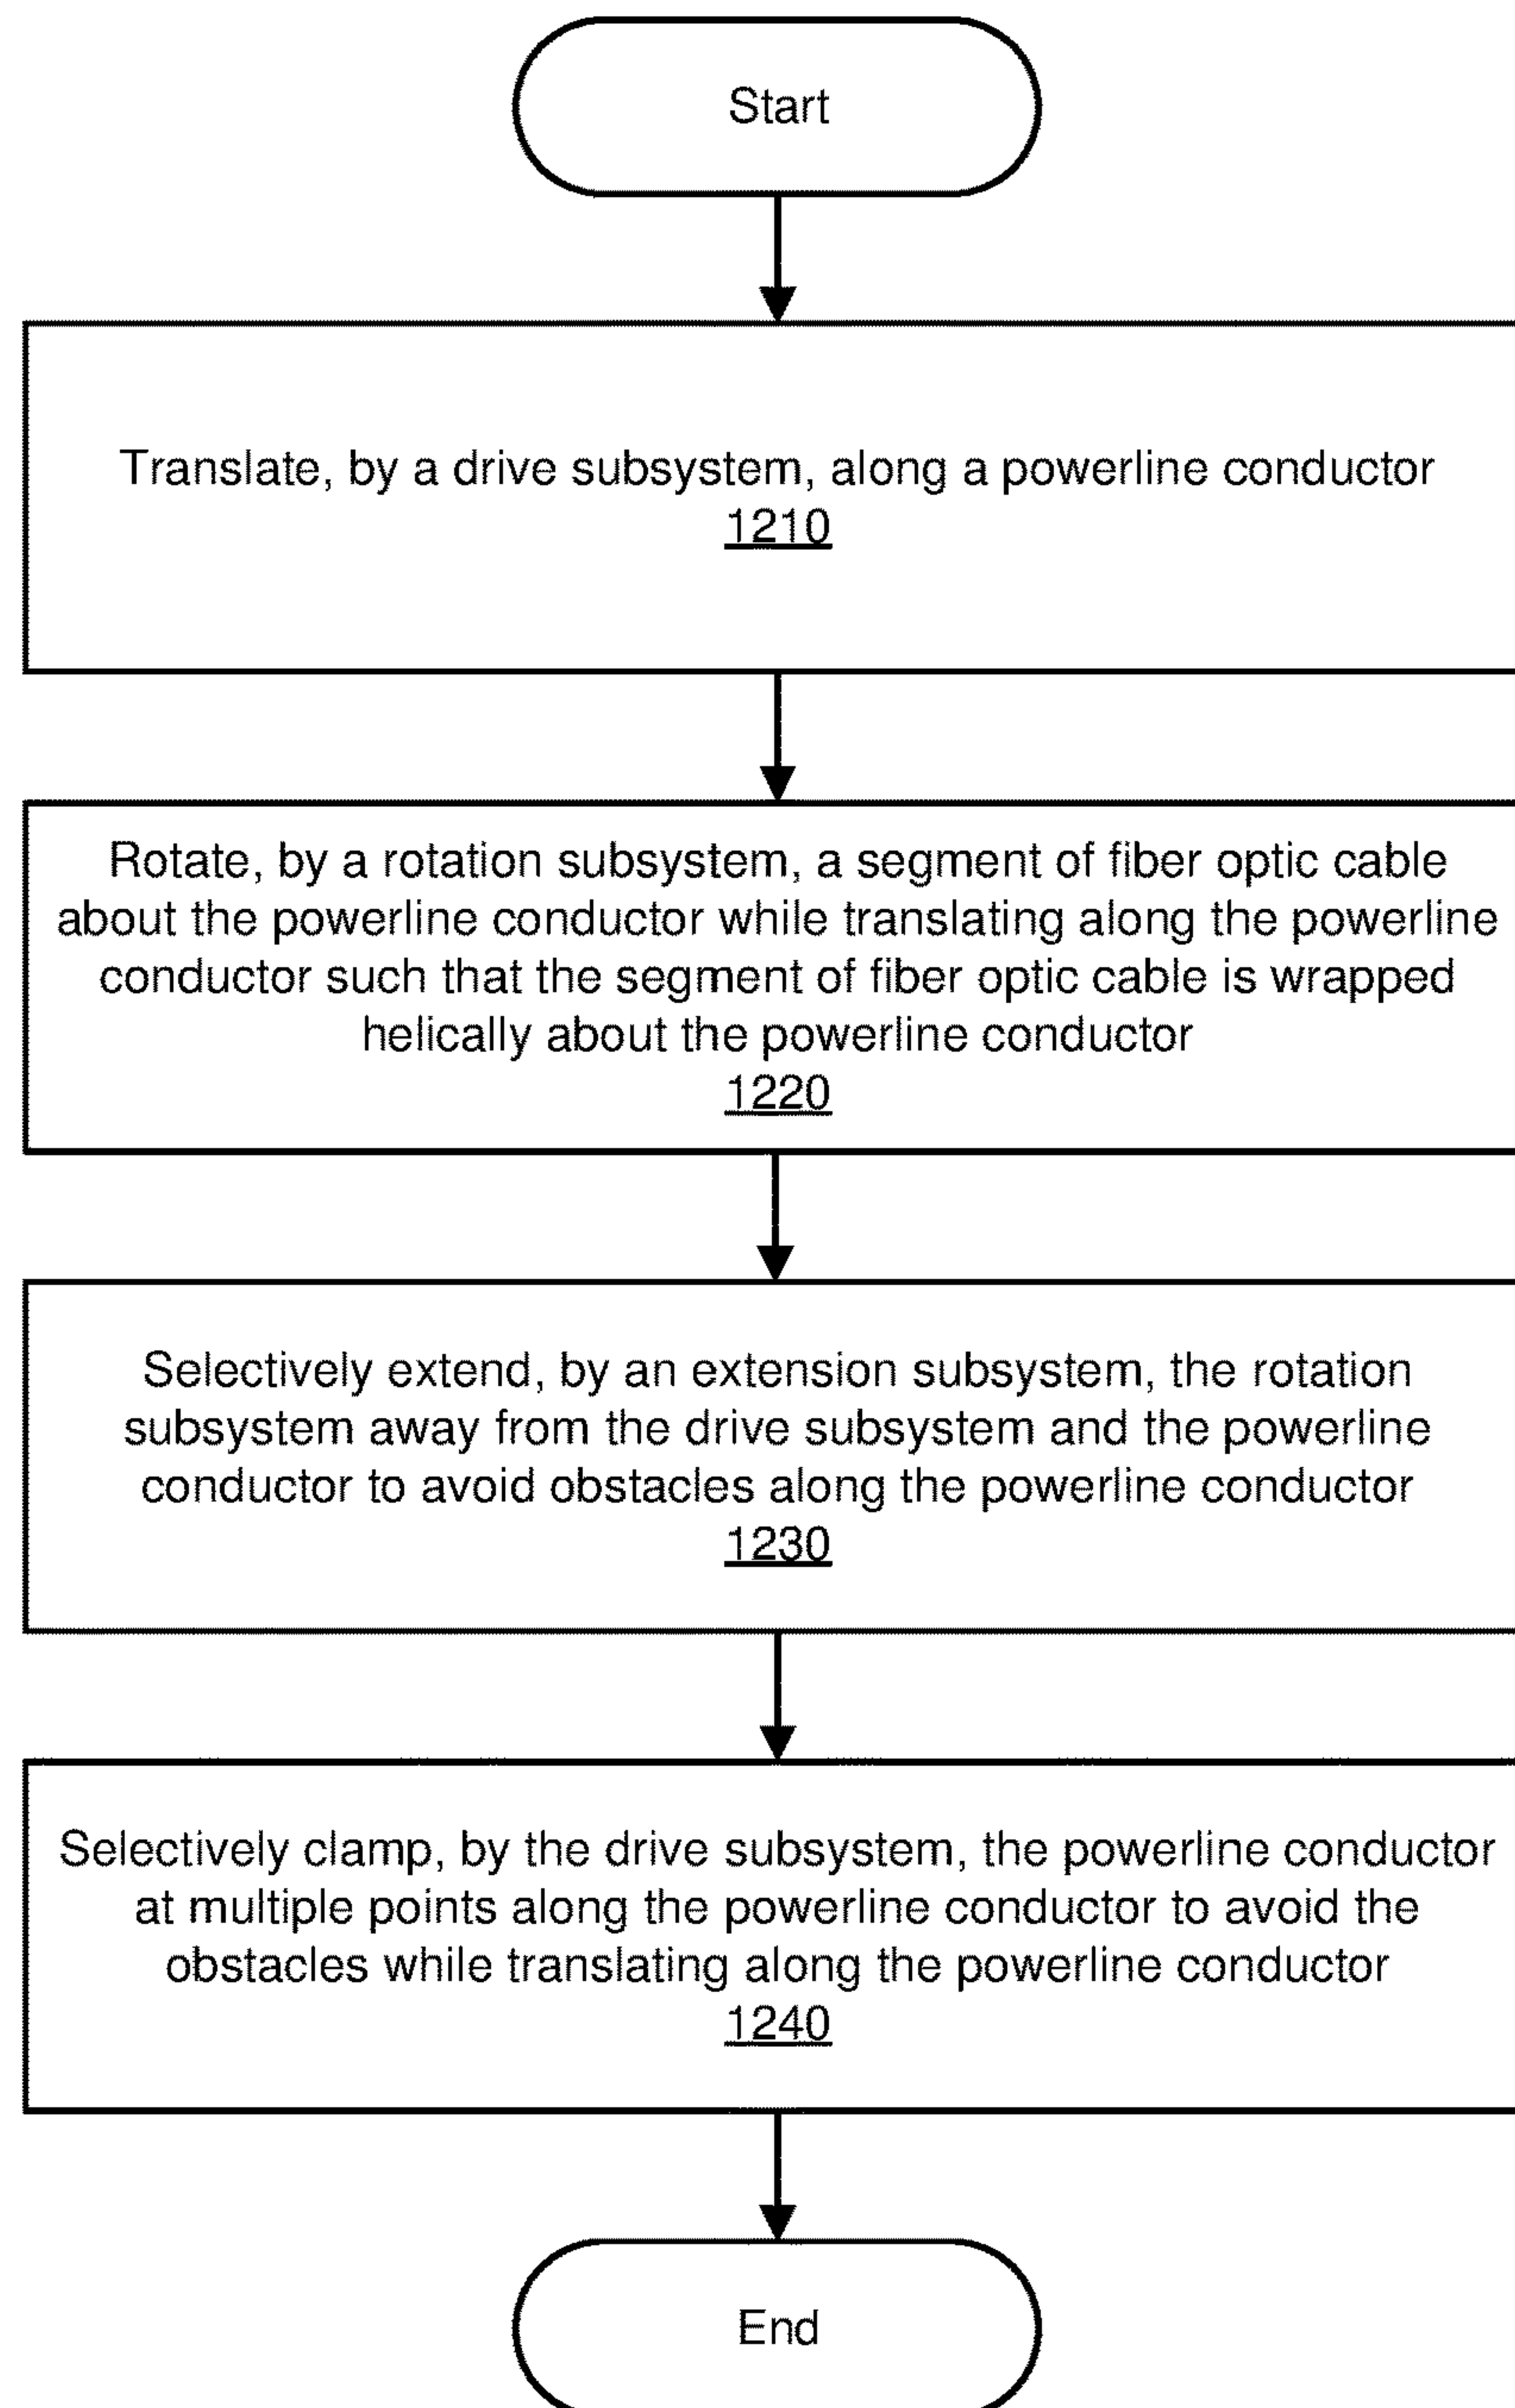 Start
Translate, by a drive subsystem, along a powerline conductor
1210
Rotate, by a rotation subsystem, a segment of fiber optic cable
about the powerline conductor while translating along the powerline
conductor such that the segment of fiber optic cable is wrapped
helically about the powerline conductor
1220
Selectively extend, by an extension subsystem, the rotation
subsystem away from the drive subsystem and the powerline
conductor to avoid obstacles along the powerline conductor
1230
Selectively clamp, by the drive subsystem, the powerline conductor
at multiple points along the powerline conductor to avoid the
obstacles while translating along the powerline conductor
1240
End